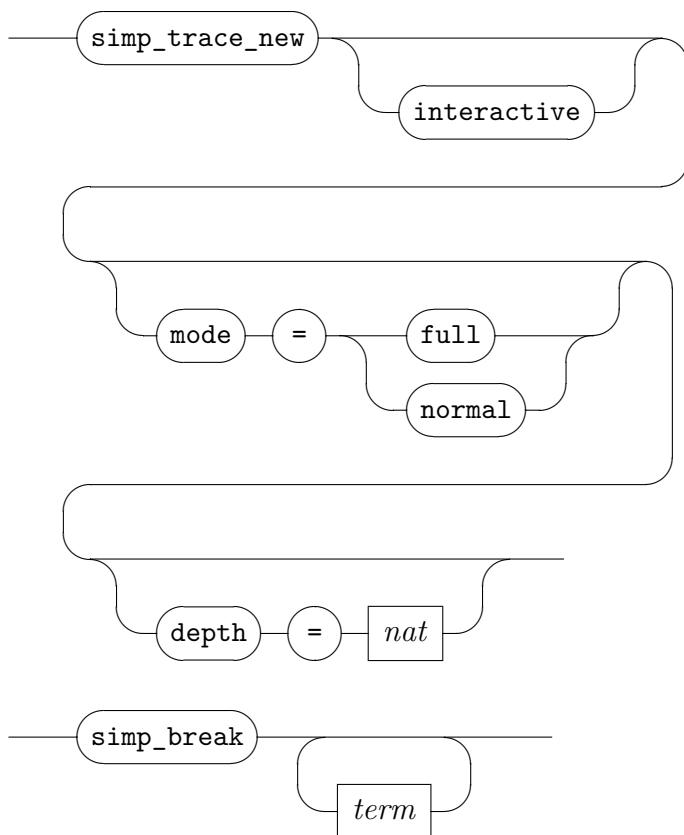 simp_trace_new
interactive
mode = full
normal
depth = nat
simp_break
term